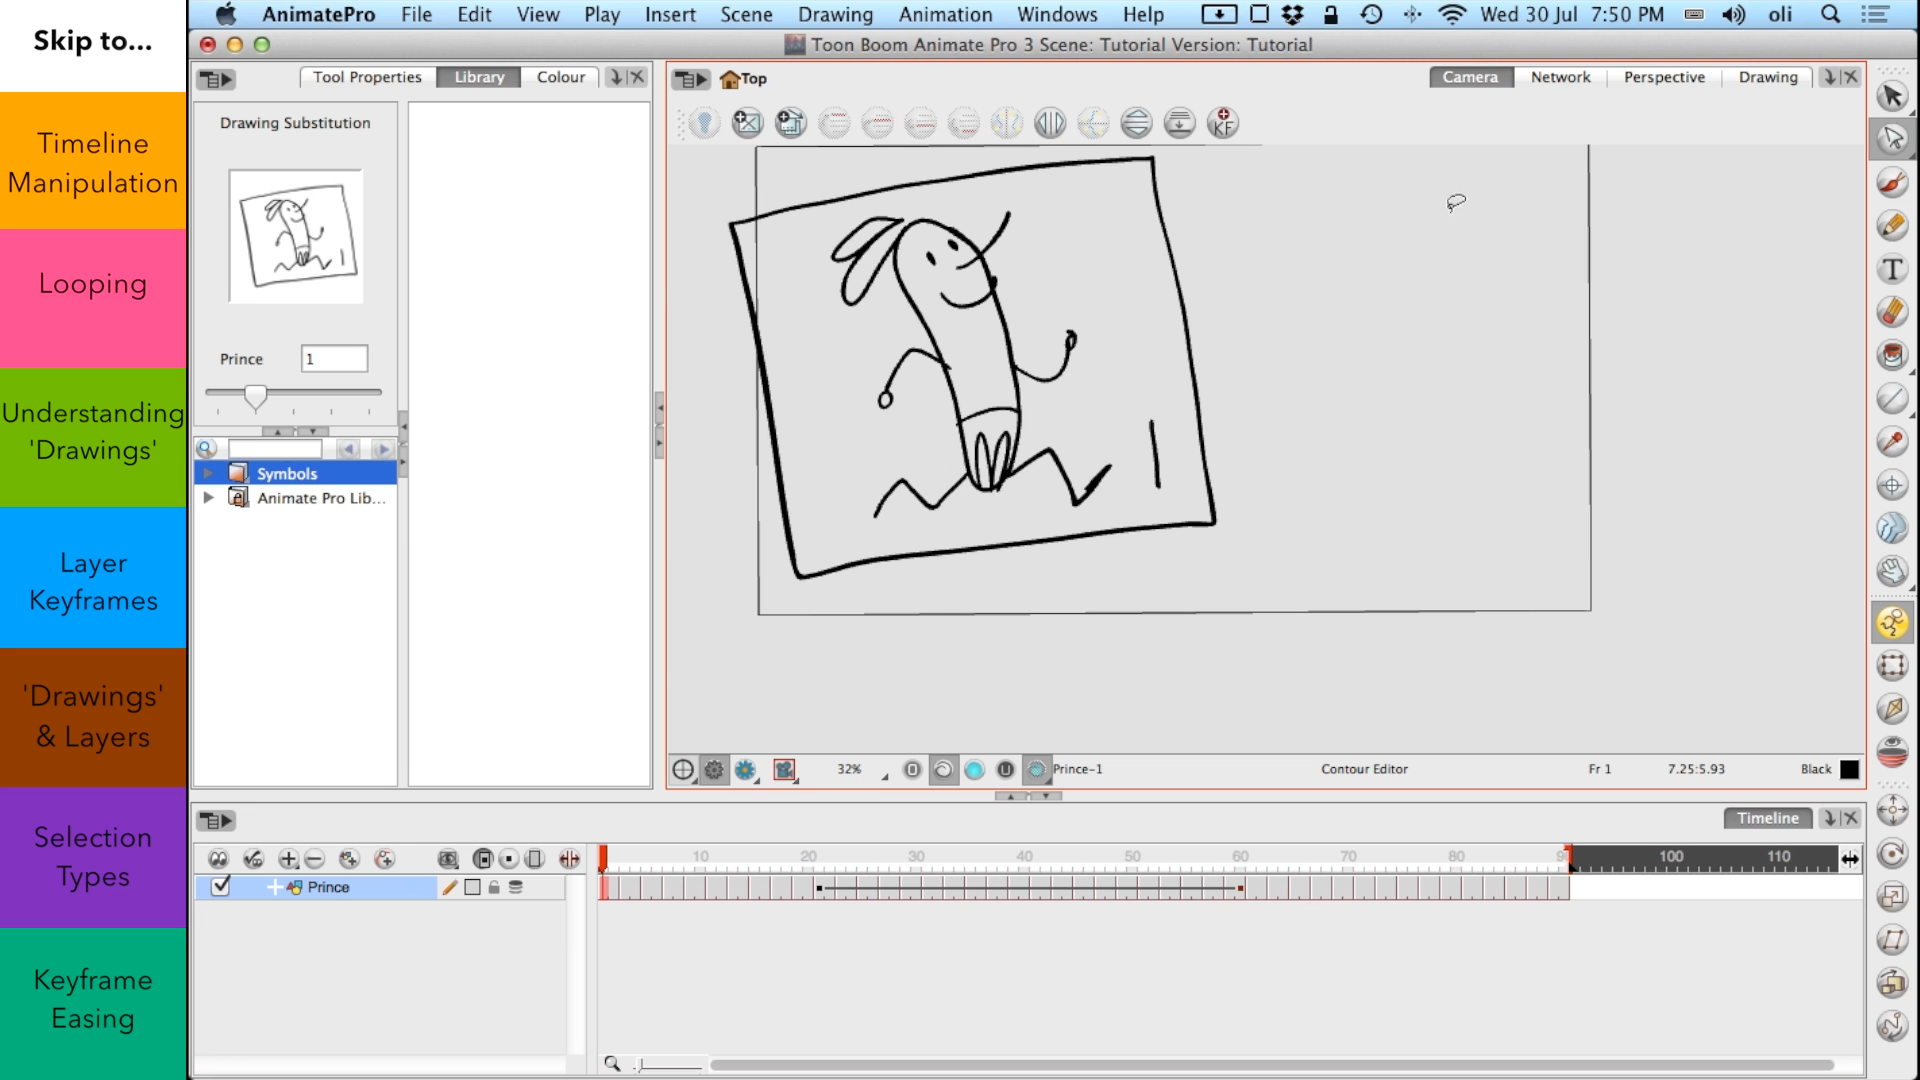 Skip to...
Timeline
Manipulation
Looping
Understanding
'Drawings'
Layer
Keyframes
'Drawings'
& Layers
Selection
Types
Keyframe
Easing
AnimatePro File Edit View Play Insert Scene Drawing Animation Windows Help Wed 30 Jul 7:50 PM oli
Toon Boom Animate Pro 3 Scene: Tutorial Version: Tutorial
Tool Properties Library Colour
Top
Camera Network Perspective Drawing
KF
Drawing Substitution
Prince 1
Symbols
Animate Pro Lib...
T
32% Prince-1 Contour Editor Fr 1 7.25:5.93 Black
Timeline
10 20 30 40 50 60 70 80 100 110
Prince